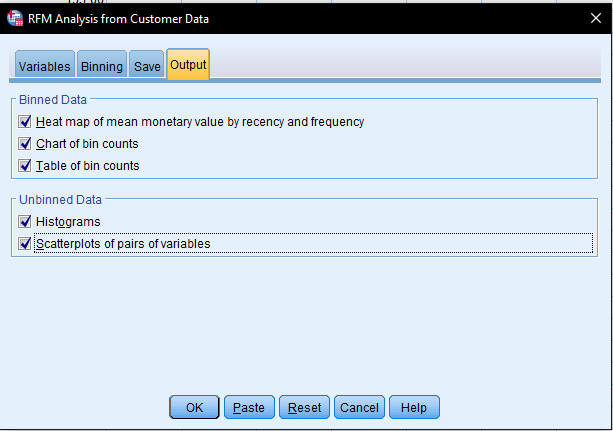 RFM Analysis from Customer Data
Variables Binning Save Output
Binned Data
Heat map of mean monetary value by recency and frequency
Chart of bin counts
Table of bin counts
Unbinned Data
Histograms
Scatterplots of pairs of variables
OK Paste Reset Cancel Help